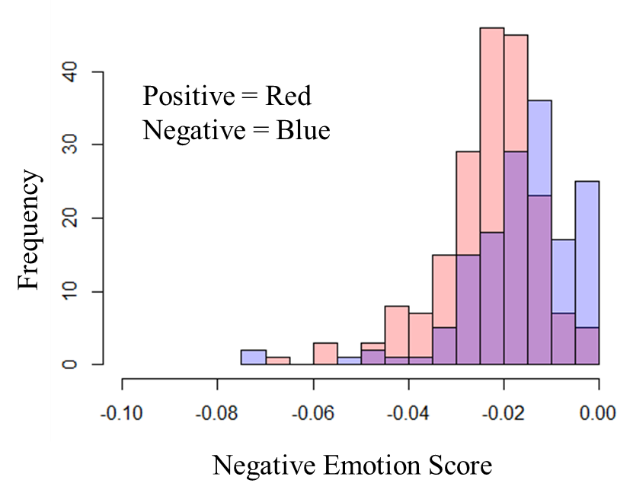 Positive = Red
Negative = Blue
Frequency
40
30
20
10
0
-0.10 -0.08 -0.06 -0.04 -0.02 0.00
Negative Emotion Score